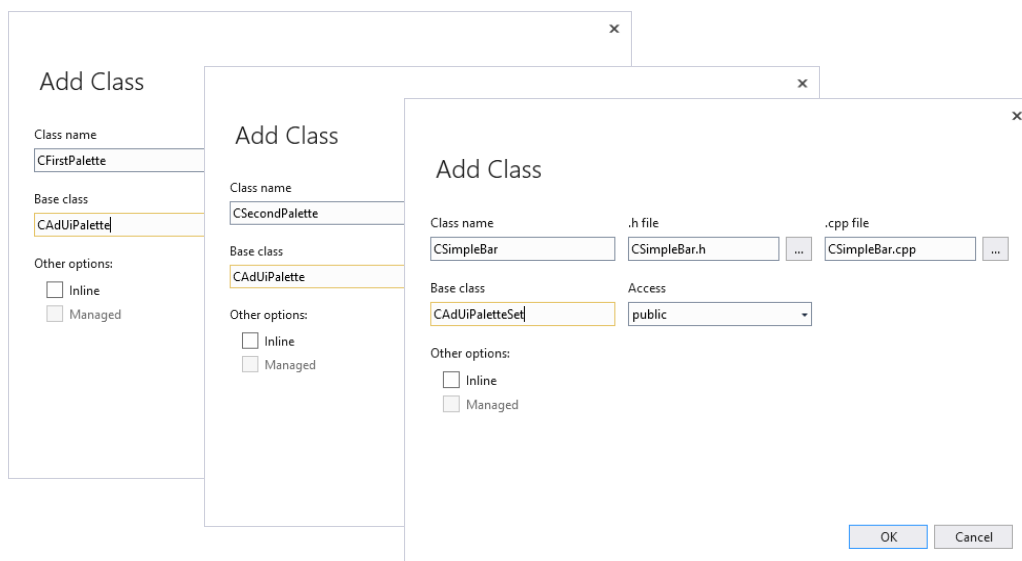 Add Class
Class name
CFirstPalette
Base class
CAdUiPalette
Other options:
Inline
Managed
Add Class
Class name
CSecondPalette
Base class
CAdUiPalette
Other options:
Inline
Managed
Add Class
Class name .h file .cpp file
CSimpleBar CSimpleBar.h ... CSimpleBar.cpp ...
Base class Access
CAdUiPaletteSet public
Other options:
Inline
Managed
OK Cancel